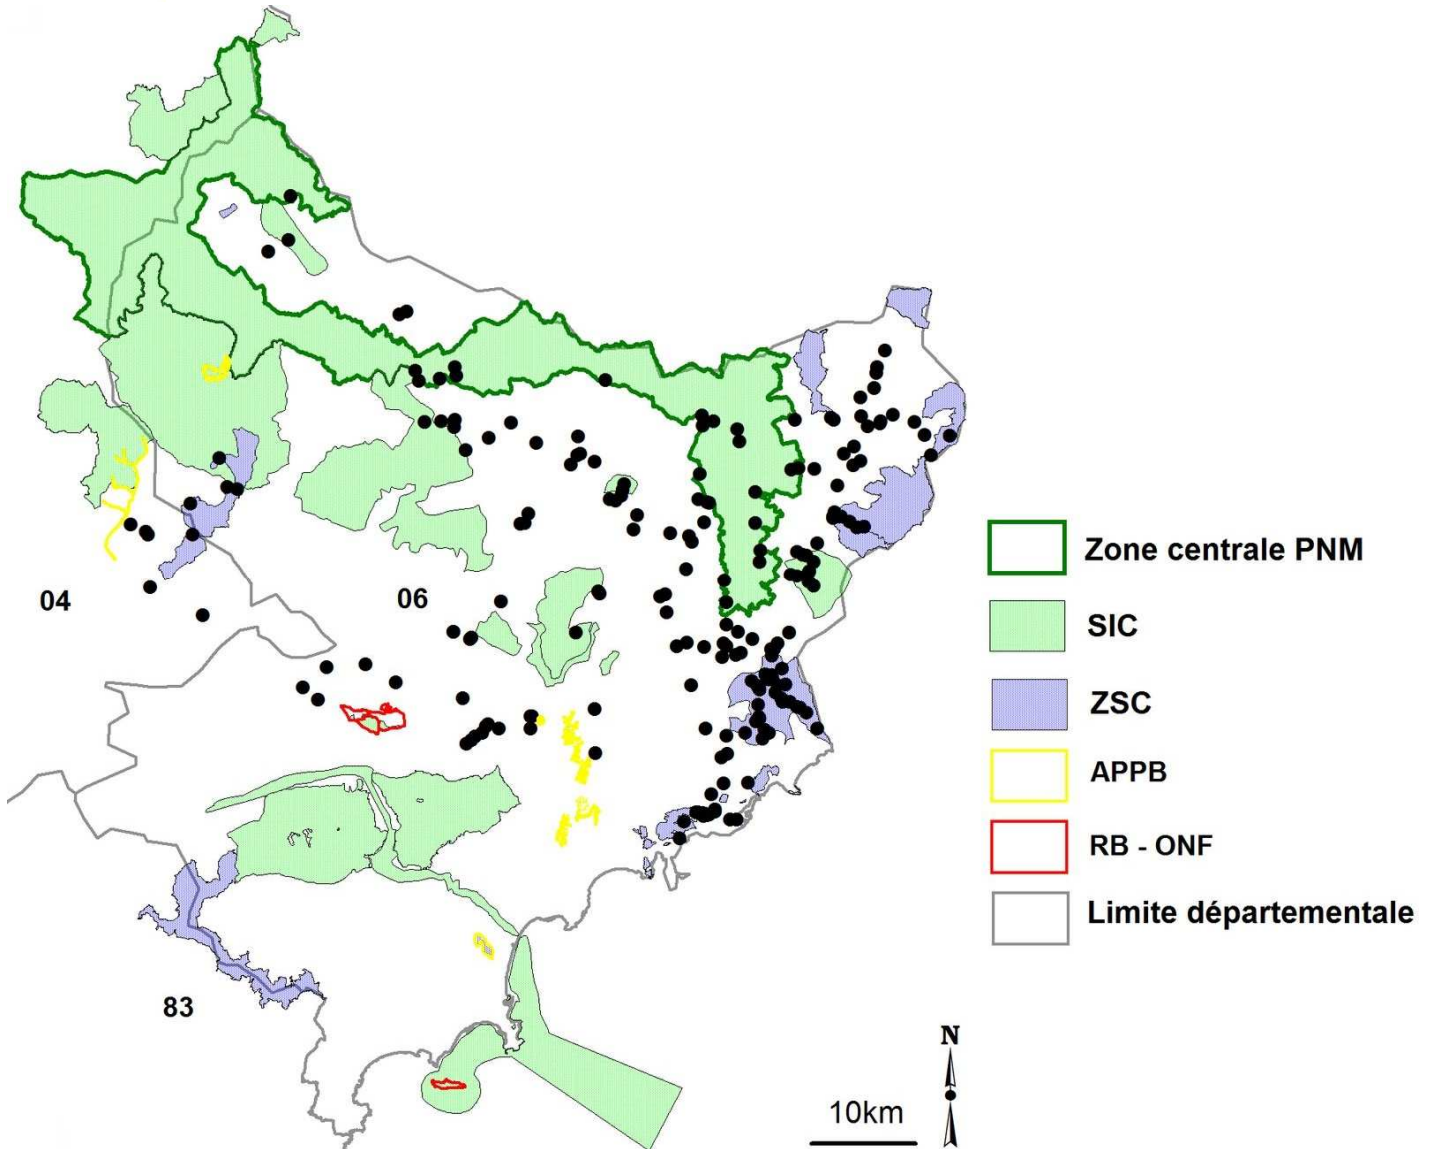 04
06
83
Zone centrale PNM
SIC
ZSC
APPB
RB - ONF
Limite départementale
N
10km